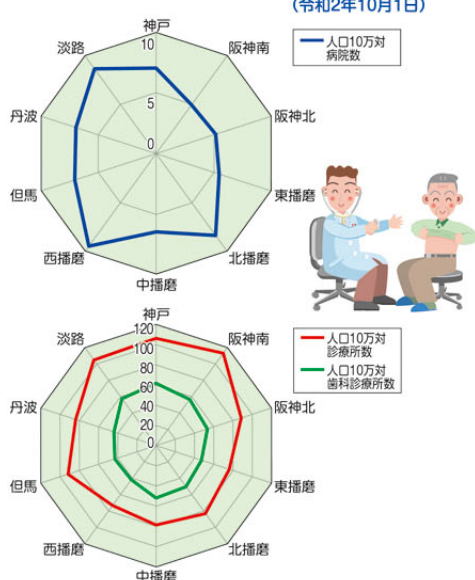 (令和2年10月1日)
神戸
人口10万対
病院数
10
5
0
淡路
阪神南
丹波
阪神北
但馬
東播磨
西播磨
北播磨
中播磨
神戸
人口10万対
診療所数
人口10万対
歯科診療所数
120
100
80
60
40
20
0
淡路
阪神南
丹波
阪神北
但馬
東播磨
西播磨
北播磨
中播磨